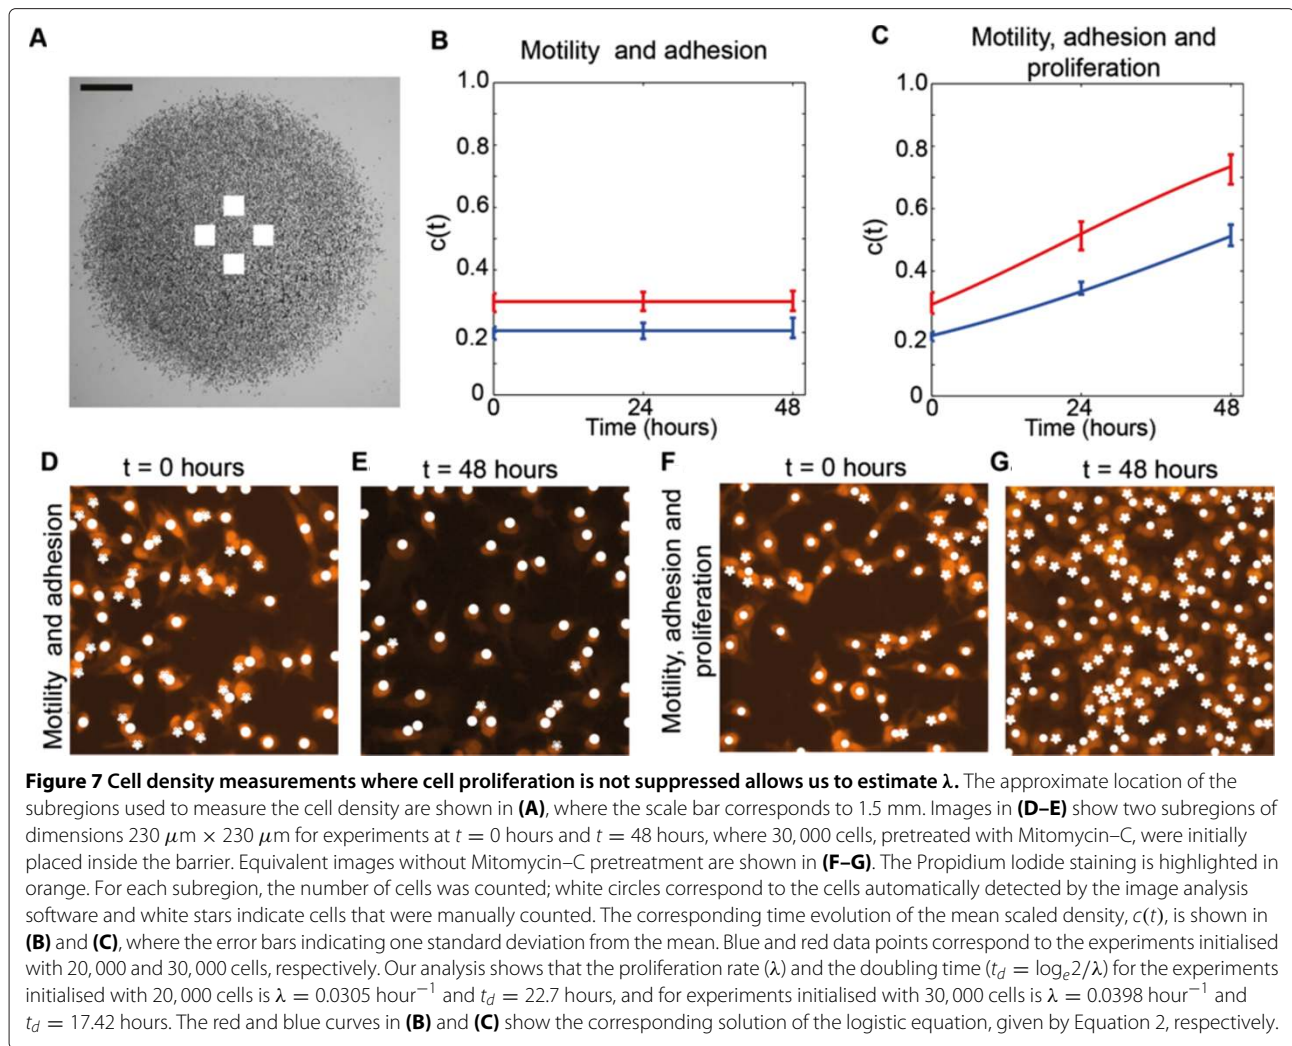 A
B
Motility and adhesion
C
Motility, adhesion and
proliferation
1.0
0.8
0.6
0.4
0.2
0
c(t)
0
24
48
Time (hours)
1.0
0.8
0.6
0.4
0.2
0
c(t)
0
24
48
Time (hours)
D
t = 0 hours
E
t = 48 hours
F
t = 0 hours
G
t = 48 hours
Motility and adhesion
Motility, adhesion and
proliferation
Figure 7 Cell density measurements where cell proliferation is not suppressed allows us to estimate λ. The approximate location of the
subregions used to measure the cell density are shown in (A), where the scale bar corresponds to 1.5 mm. Images in (D–E) show two subregions of
dimensions 230 μm × 230 μm for experiments at t = 0 hours and t = 48 hours, where 30, 000 cells, pretreated with Mitomycin–C, were initially
placed inside the barrier. Equivalent images without Mitomycin–C pretreatment are shown in (F–G). The Propidium Iodide staining is highlighted in
orange. For each subregion, the number of cells was counted; white circles correspond to the cells automatically detected by the image analysis
software and white stars indicate cells that were manually counted. The corresponding time evolution of the mean scaled density, c(t), is shown in
(B) and (C), where the error bars indicating one standard deviation from the mean. Blue and red data points correspond to the experiments initialised
with 20, 000 and 30, 000 cells, respectively. Our analysis shows that the proliferation rate (λ) and the doubling time (t_d = log_e2/λ) for the experiments
initialised with 20, 000 cells is λ = 0.0305 hour⁻¹ and t_d = 22.7 hours, and for experiments initialised with 30, 000 cells is λ = 0.0398 hour⁻¹ and
t_d = 17.42 hours. The red and blue curves in (B) and (C) show the corresponding solution of the logistic equation, given by Equation 2, respectively.